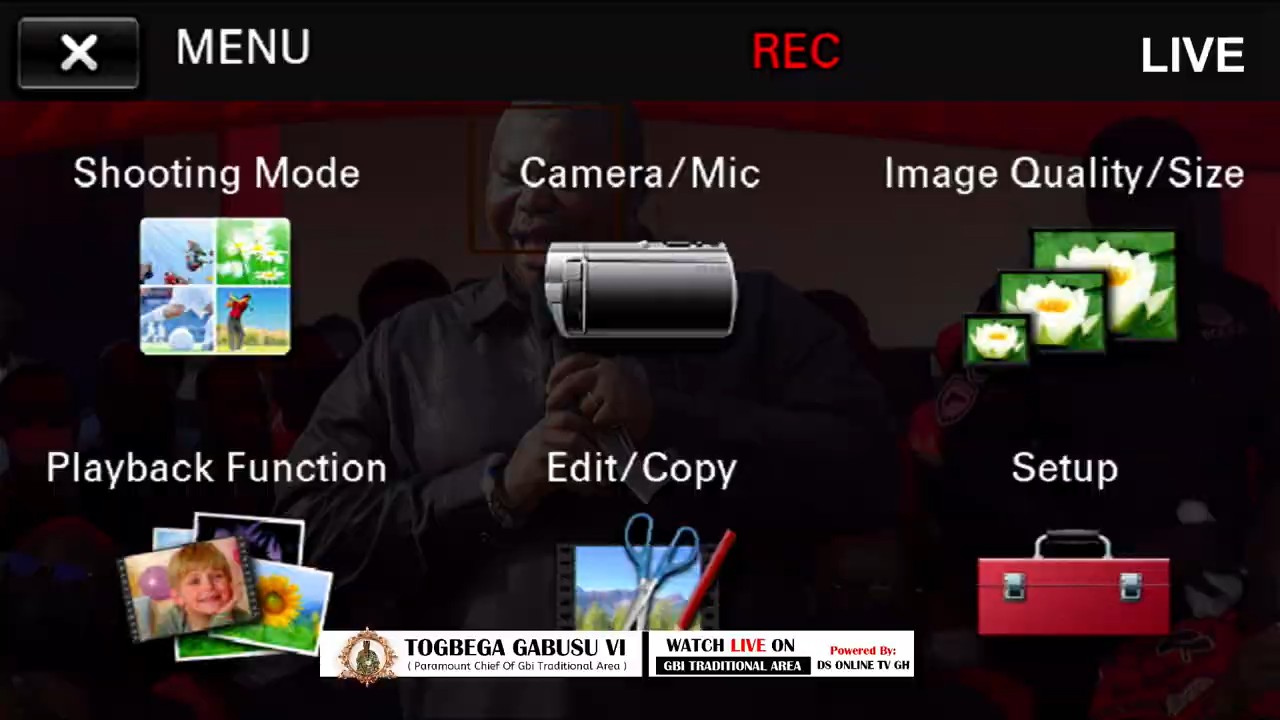 MENU
REC
LIVE
Shooting Mode
Camera/Mic
Image Quality/Size
Playback Function
Edit/Copy
Setup
TOGBEGA GABUSU VI
( Paramount Chief Of Gbi Traditional Area )
WATCH LIVE ON
GBI TRADITIONAL AREA
Powered By:
DS ONLINE TV GH